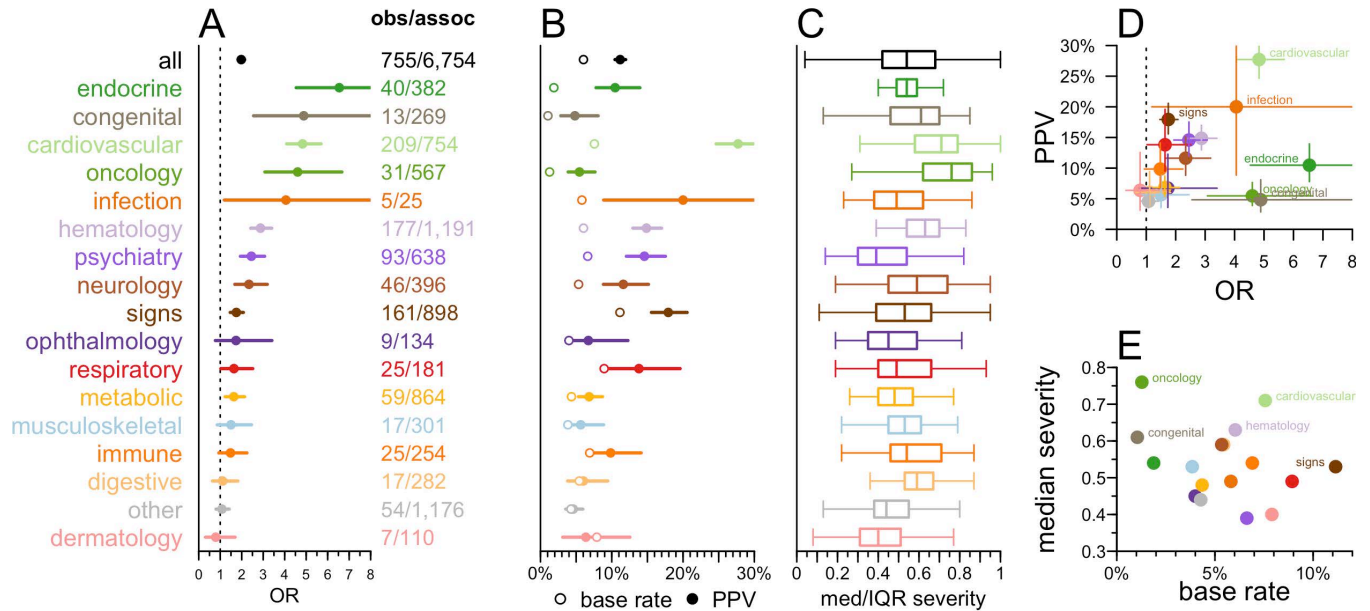 A
obs/assoc
B
C
D
all
755/6,754
endocrine
40/382
congenital
13/269
cardiovascular
209/754
oncology
31/567
infection
5/25
hematology
177/1,191
psychiatry
93/638
neurology
46/396
signs
161/898
ophthalmology
9/134
respiratory
25/181
metabolic
59/864
musculoskeletal
17/301
immune
25/254
digestive
17/282
other
54/1,176
dermatology
7/110
0 1 2 3 4 5 6 7 8
OR
0% 10% 20% 30%
base rate PPV
0 0.2 0.4 0.6 0.8 1
med/IQR severity
PPV
30%
25%
20%
15%
10%
5%
0%
cardiovascular
infection
signs
endocrine
oncology
congenital
0 1 2 3 4 5 6 7 8
OR
E
median severity
0.8
0.7
0.6
0.5
0.4
0.3
oncology
cardiovascular
congenital
hematology
signs
0% 5% 10%
base rate